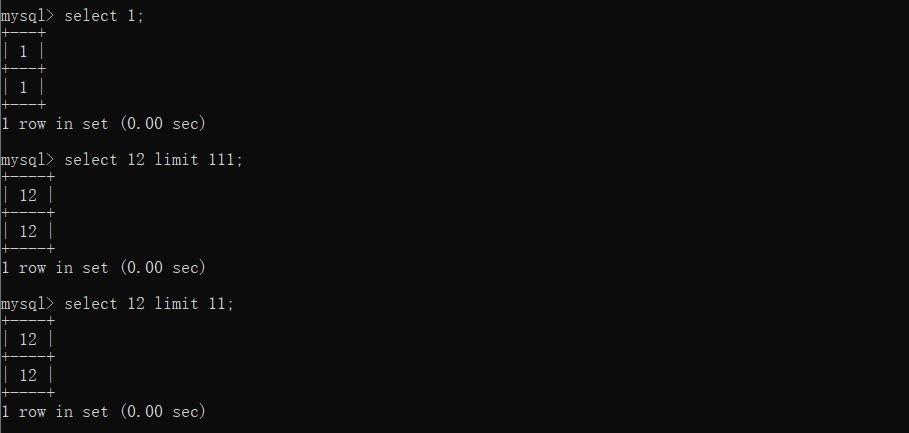 mysql> select 1;
+---+
| 1 |
+---+
| 1 |
+---+
1 row in set (0.00 sec)
mysql> select 12 limit 111;
+----+
| 12 |
+----+
| 12 |
+----+
1 row in set (0.00 sec)
mysql> select 12 limit 11;
+----+
| 12 |
+----+
| 12 |
+----+
1 row in set (0.00 sec)